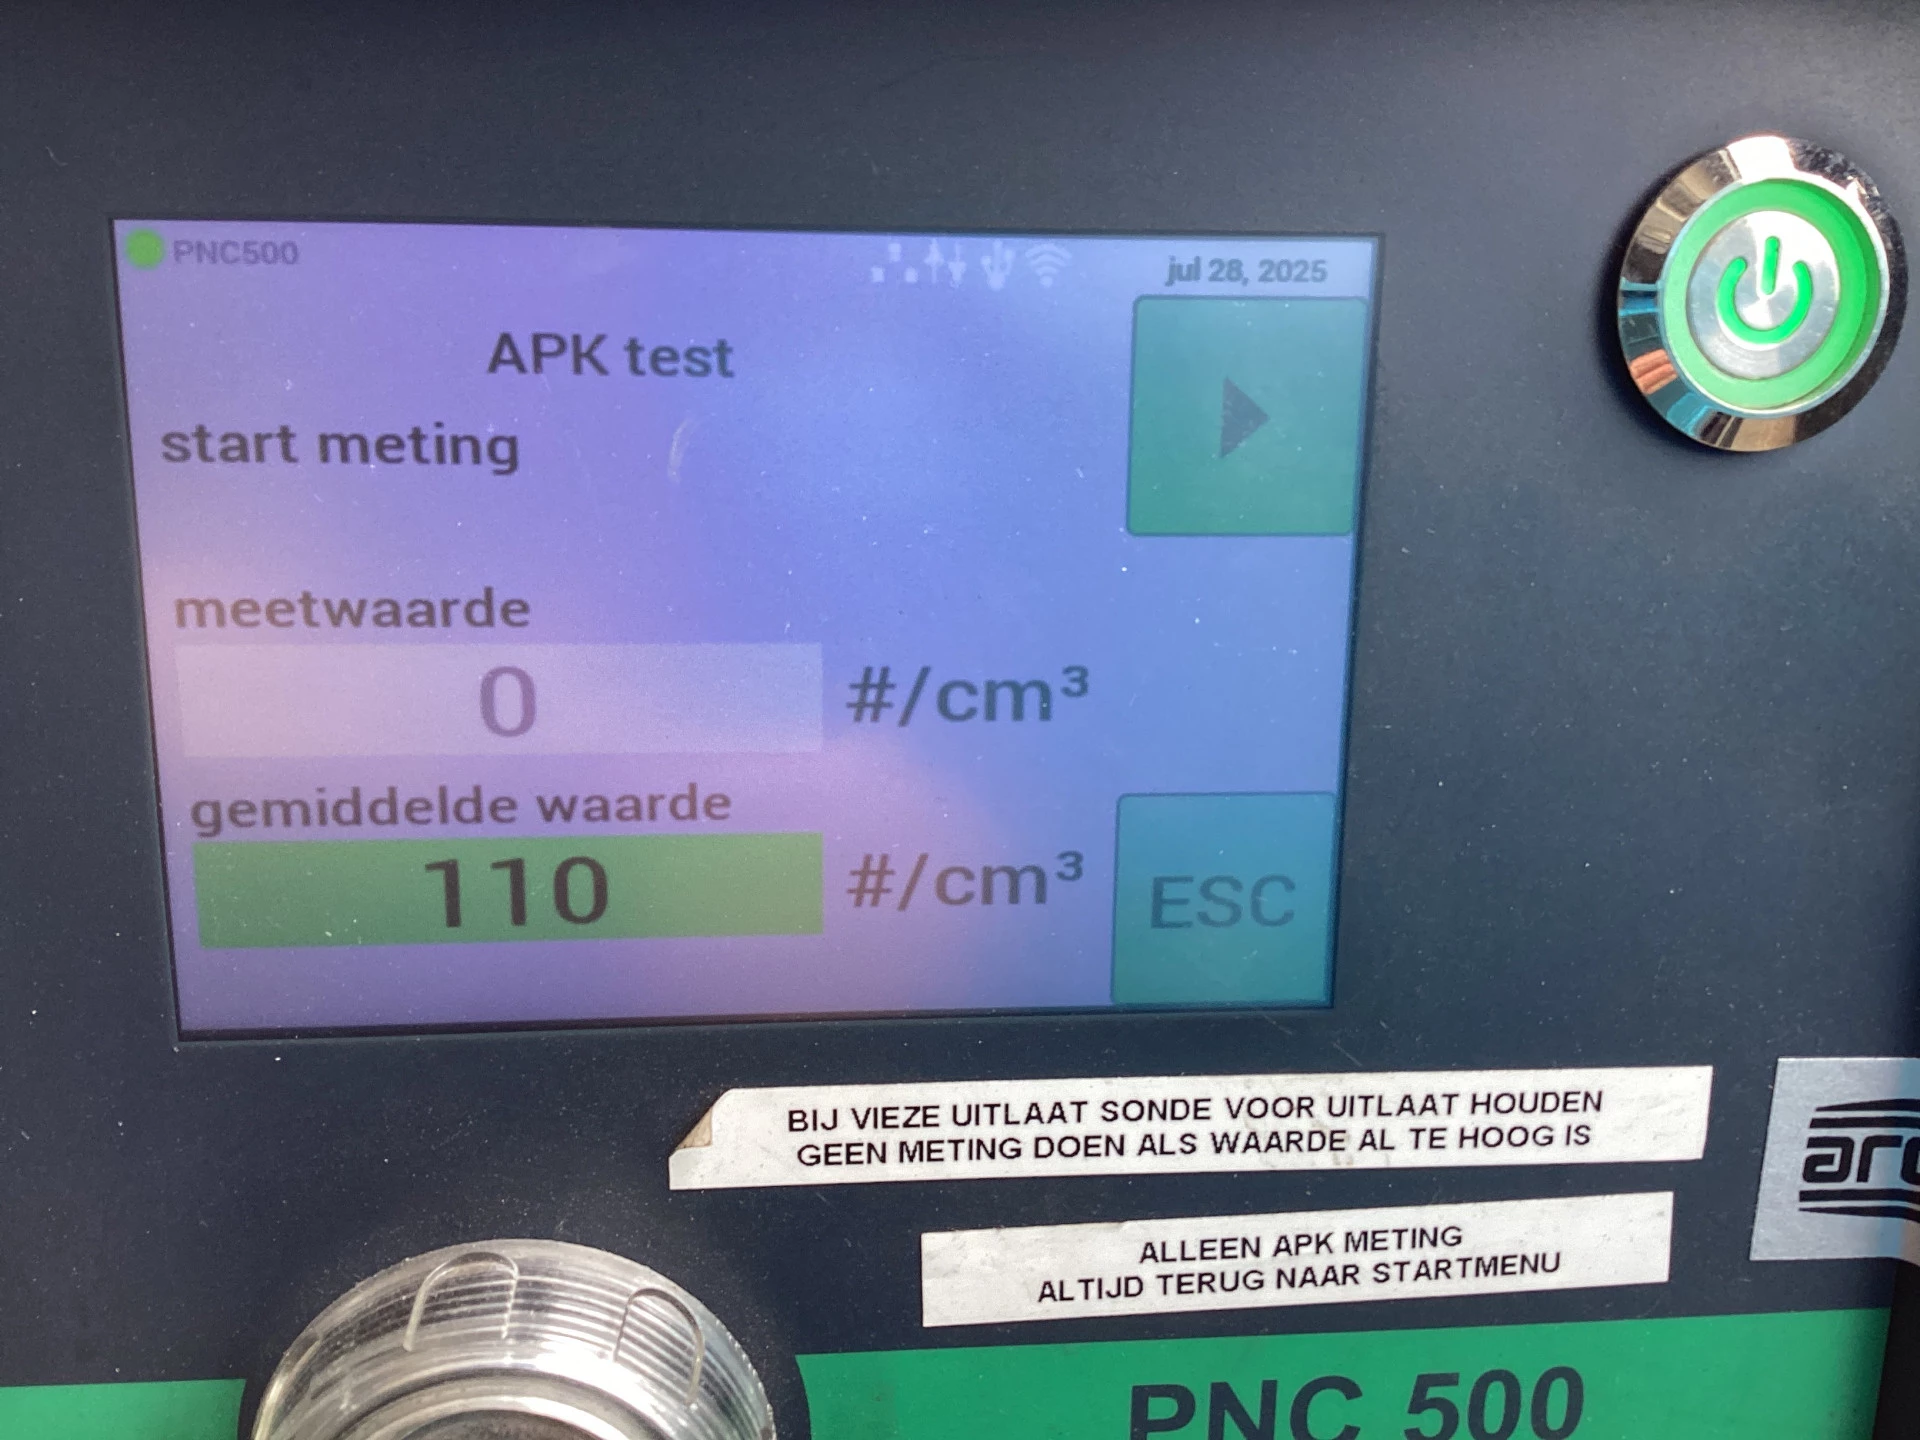 PNC500
jul 28, 2025
APK test
start meting
meetwaarde
0 #/cm³
gemiddelde waarde
110 #/cm³
ESC
BIJ VIEZE UITLAAT SONDE VOOR UITLAAT HOUDEN
GEEN METING DOEN ALS WAARDE AL TE HOOG IS
ALLEEN APK METING
ALTIJD TERUG NAAR STARTMENU
PNC 500